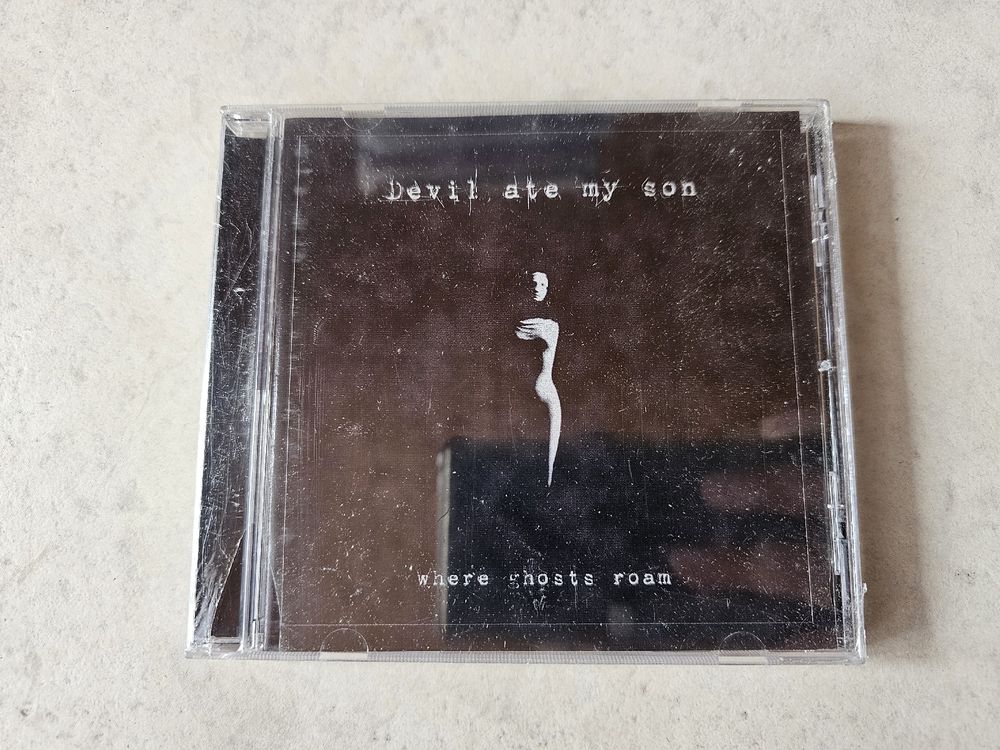 Devil ate my son
where ghosts roam